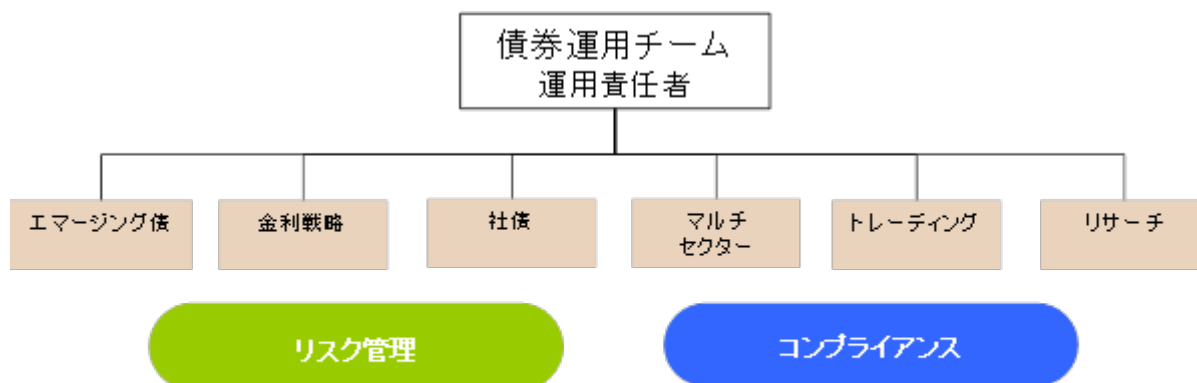 債券運用チーム
運用責任者
エマージング債
金利戦略
社債
マルチ
セクター
トレーディング
リサーチ
リスク管理
コンプライアンス